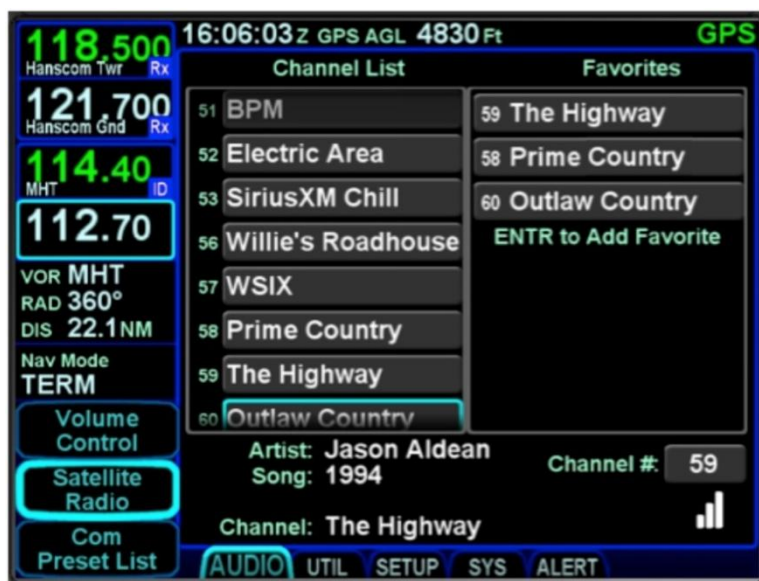 118.500
Hanscom Twr Rx
121.700
Hanscom Gnd Rx
114.40
MHT ID
112.70
VOR MHT
RAD 360°
DIS 22.1NM
Nav Mode
TERM
Volume
Control
Satellite
Radio
Com
Preset List
16:06:03 Z GPS AGL 4830 Ft GPS
Channel List
51 BPM
52 Electric Area
53 SiriusXM Chill
56 Willie's Roadhouse
57 WSIX
58 Prime Country
59 The Highway
60 Outlaw Country
Favorites
59 The Highway
58 Prime Country
60 Outlaw Country
ENTR to Add Favorite
Artist: Jason Aldean
Song: 1994
Channel: The Highway
Channel #: 59
AUDIO UTIL SETUP SYS ALERT